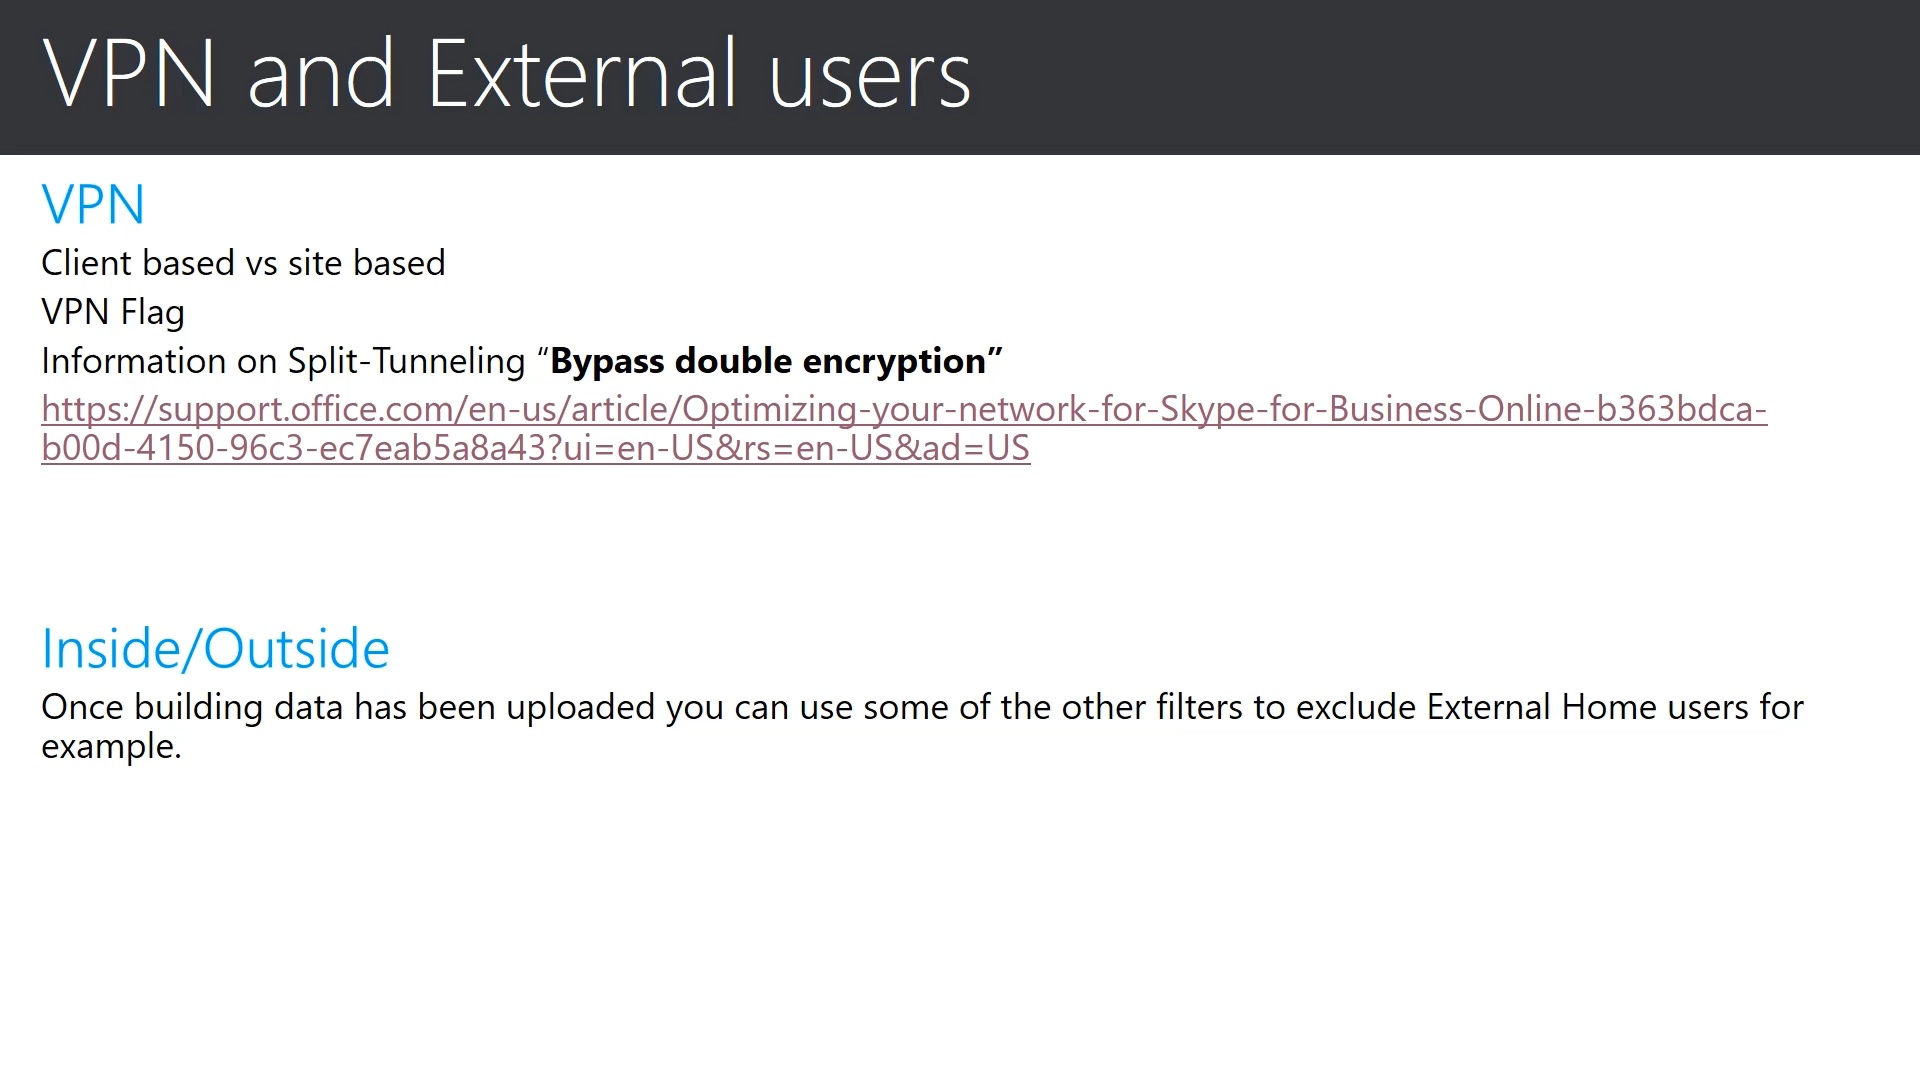 VPN and External users
VPN
Client based vs site based
VPN Flag
Information on Split-Tunneling “Bypass double encryption”
https://support.office.com/en-us/article/Optimizing-your-network-for-Skype-for-Business-Online-b363bdca-
b00d-4150-96c3-ec7eab5a8a43?ui=en-US&rs=en-US&ad=US
Inside/Outside
Once building data has been uploaded you can use some of the other filters to exclude External Home users for
example.